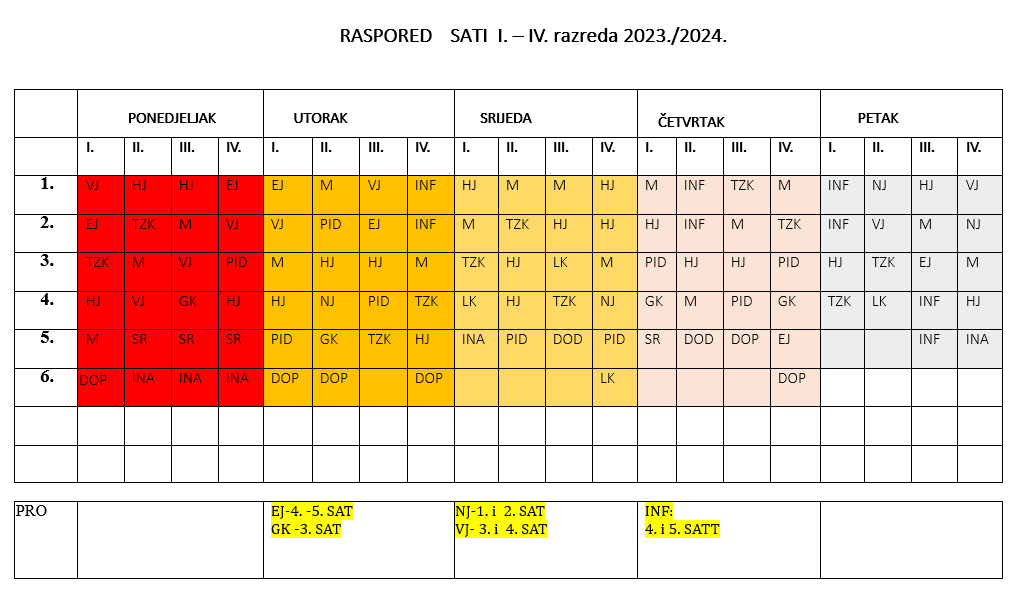 RASPORED SATI I. – IV. razreda 2023./2024.
PONEDJELJAK UTORAK SRIJEDA ČETVRTAK PETAK
I. II. III. IV. I. II. III. IV. I. II. III. IV. I. II. III. IV. I. II. III. IV.
1. VJ HJ HJ EJ EJ M VJ INF HJ M M HJ M INF TZK M INF NJ HJ VJ
2. EJ TZK M VJ VJ PID EJ INF M TZK HJ HJ HJ INF M TZK INF VJ M NJ
3. TZK M VJ PID M HJ HJ M TZK HJ LK M PID HJ HJ PID HJ TZK EJ M
4. HJ VJ GK HJ HJ NJ PID TZK LK HJ TZK NJ GK M PID GK TZK LK INF HJ
5. M SR SR SR PID GK TZK HJ INA PID DOD PID SR DOD DOP EJ INF INA
6. DOP INA INA INA DOP DOP DOP LK DOP
PRO EJ-4. -5. SAT NJ-1. i 2. SAT INF:
GK -3. SAT VJ- 3. i 4. SAT 4. i 5. SATT